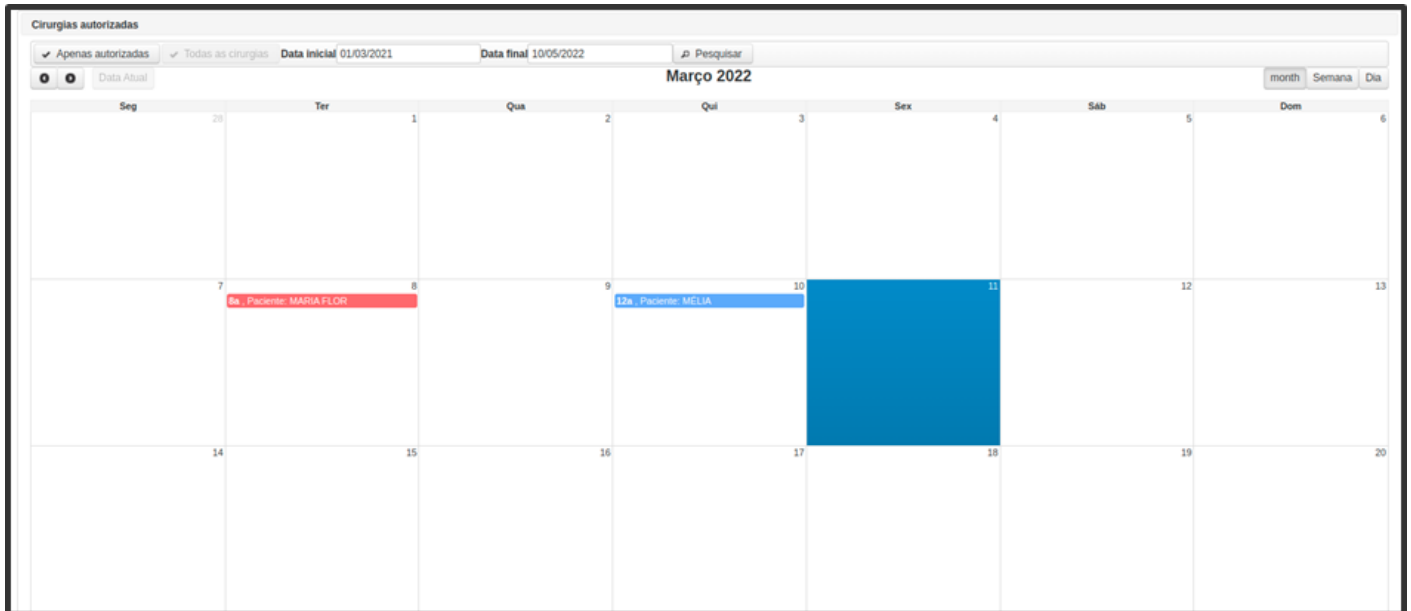 Cirurgias autorizadas
Apenas autorizadas Todas as cirurgias Data inicial 01/03/2021 Data final 10/05/2022 Pesquisar
Data Atual Março 2022 month Semana Dia
Seg Ter Qua Qui Sex Sáb Dom
28 1 2 3 4 5 6
7 8 9 10 11 12 13
8a , Paciente: MARIA FLOR 12a , Paciente: MÉLIA
14 15 16 17 18 19 20